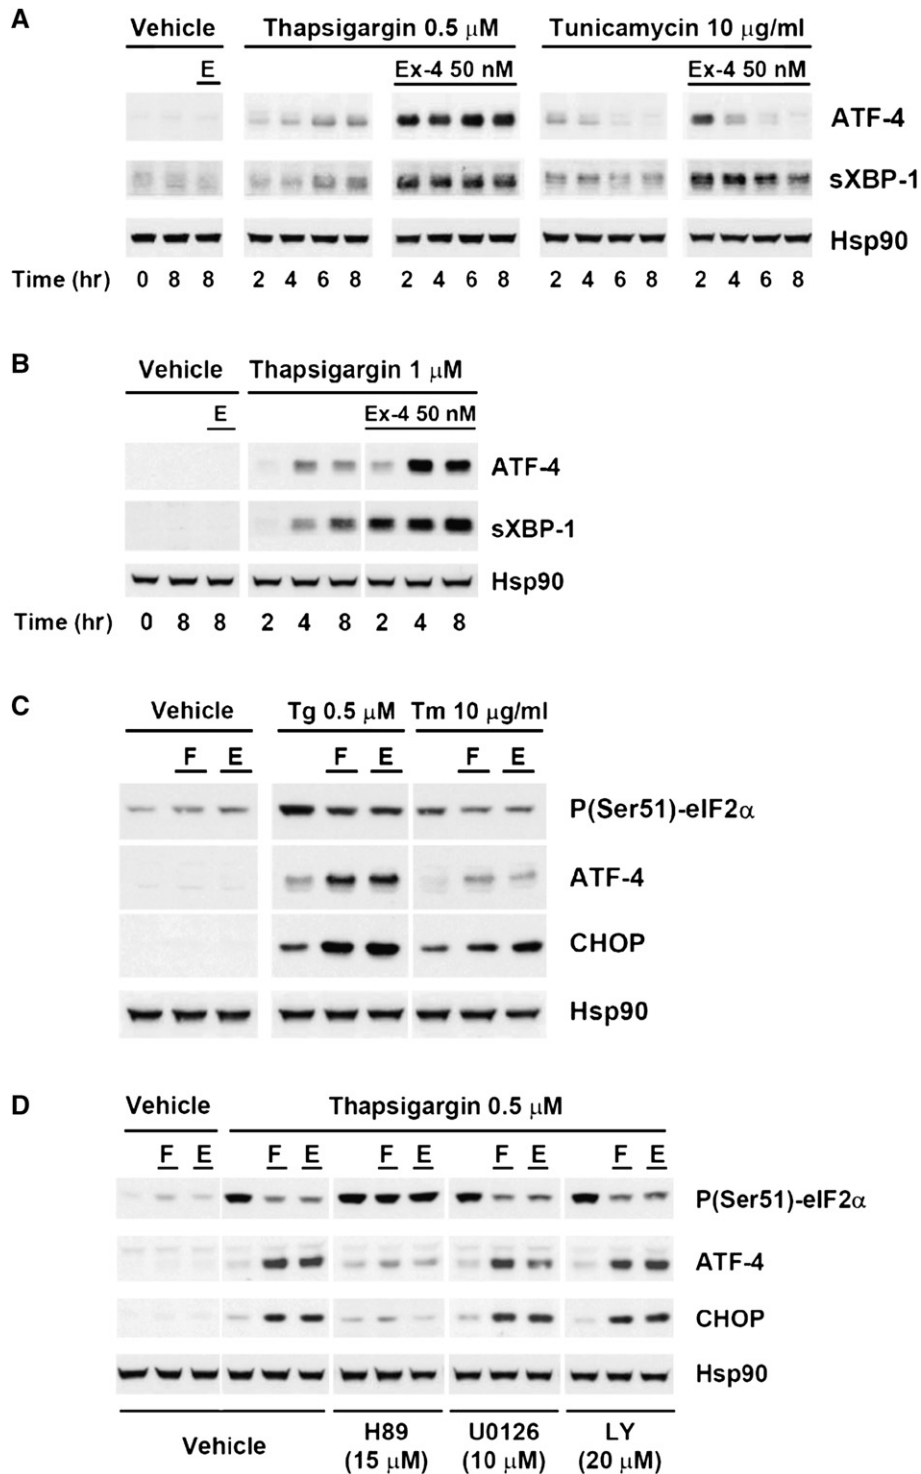 A
Vehicle Thapsigargin 0.5 μM Tunicamycin 10 μg/ml
E Ex-4 50 nM Ex-4 50 nM
ATF-4
sXBP-1
Hsp90
Time (hr) 0 8 8 2 4 6 8 2 4 6 8 2 4 6 8 2 4 6 8
B
Vehicle Thapsigargin 1 μM
E Ex-4 50 nM
ATF-4
sXBP-1
Hsp90
Time (hr) 0 8 8 2 4 8 2 4 8
C
Vehicle Tg 0.5 μM Tm 10 μg/ml
F E F E F E
P(Ser51)-eIF2α
ATF-4
CHOP
Hsp90
D
Vehicle Thapsigargin 0.5 μM
F E F E F E F E F E
P(Ser51)-eIF2α
ATF-4
CHOP
Hsp90
Vehicle H89 U0126 LY
(15 μM) (10 μM) (20 μM)